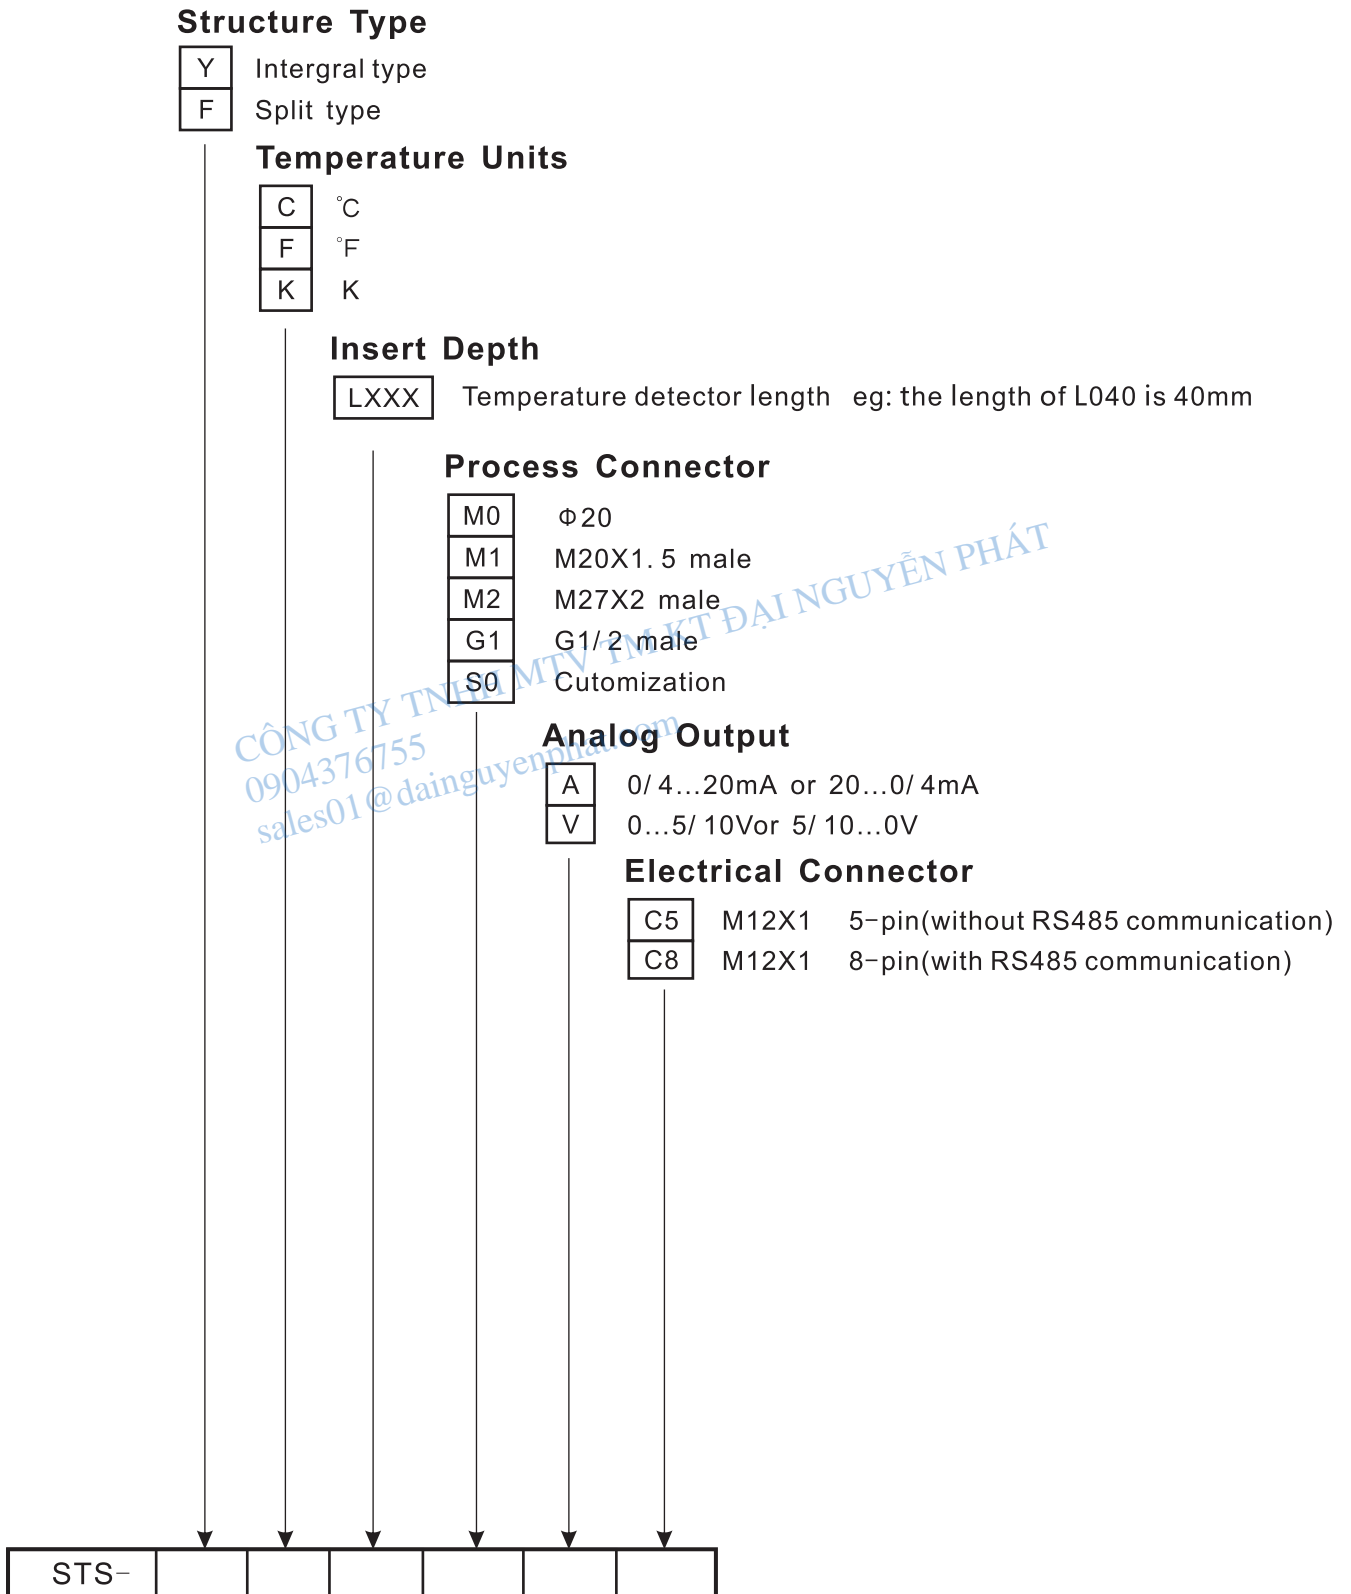 Structure Type
Y Intergral type
F Split type
Temperature Units
C °C
F °F
K K
Insert Depth
LXXX Temperature detector length eg: the length of L040 is 40mm
Process Connector
M0 Φ20
M1 M20X1.5 male
M2 M27X2 male
G1 G1/2 male
S0 Cutomization
CÔNG TY TNHH MTV TM KT ĐẠI NGUYỄN PHÁT
0904376755
sales01@dainguyenphat.com
Analog Output
A 0/4...20mA or 20...0/4mA
V 0...5/10Vor 5/10...0V
Electrical Connector
C5 M12X1 5-pin(without RS485 communication)
C8 M12X1 8-pin(with RS485 communication)
STS-